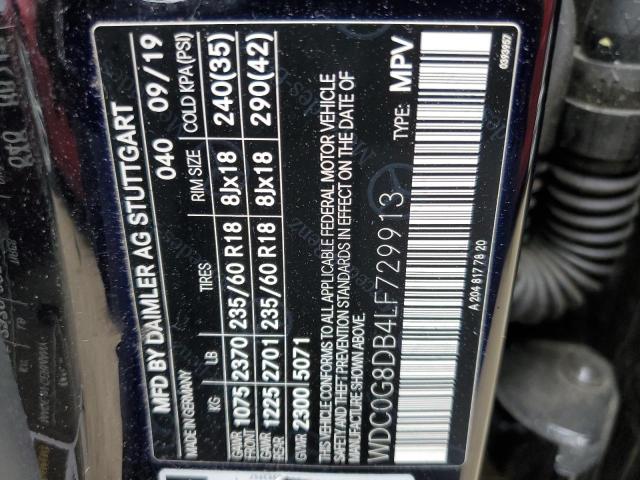 MFD BY DAIMLER AG STUTTGART
040 09/19
MADE IN GERMANY
KG LB TIRES RIM SIZE COLD KPA (PSI)
GAWR FRONT 1075 2370 235/60 R18 8Jx18 240(35)
GAWR REAR 1225 2701 235/60 R18 8Jx18 290(42)
GVWR 2300 5071
CONFORMS TO ALL APPLICABLE FEDERAL MOTOR VEHICLE
SAFETY AND THEFT PREVENTION STANDARDS IN EFFECT ON THE DATE OF
MANUFACTURE SHOWN ABOVE.
WDC0G8DB4LF729913 TYPE: MPV
A 204 817 78 20
0393957